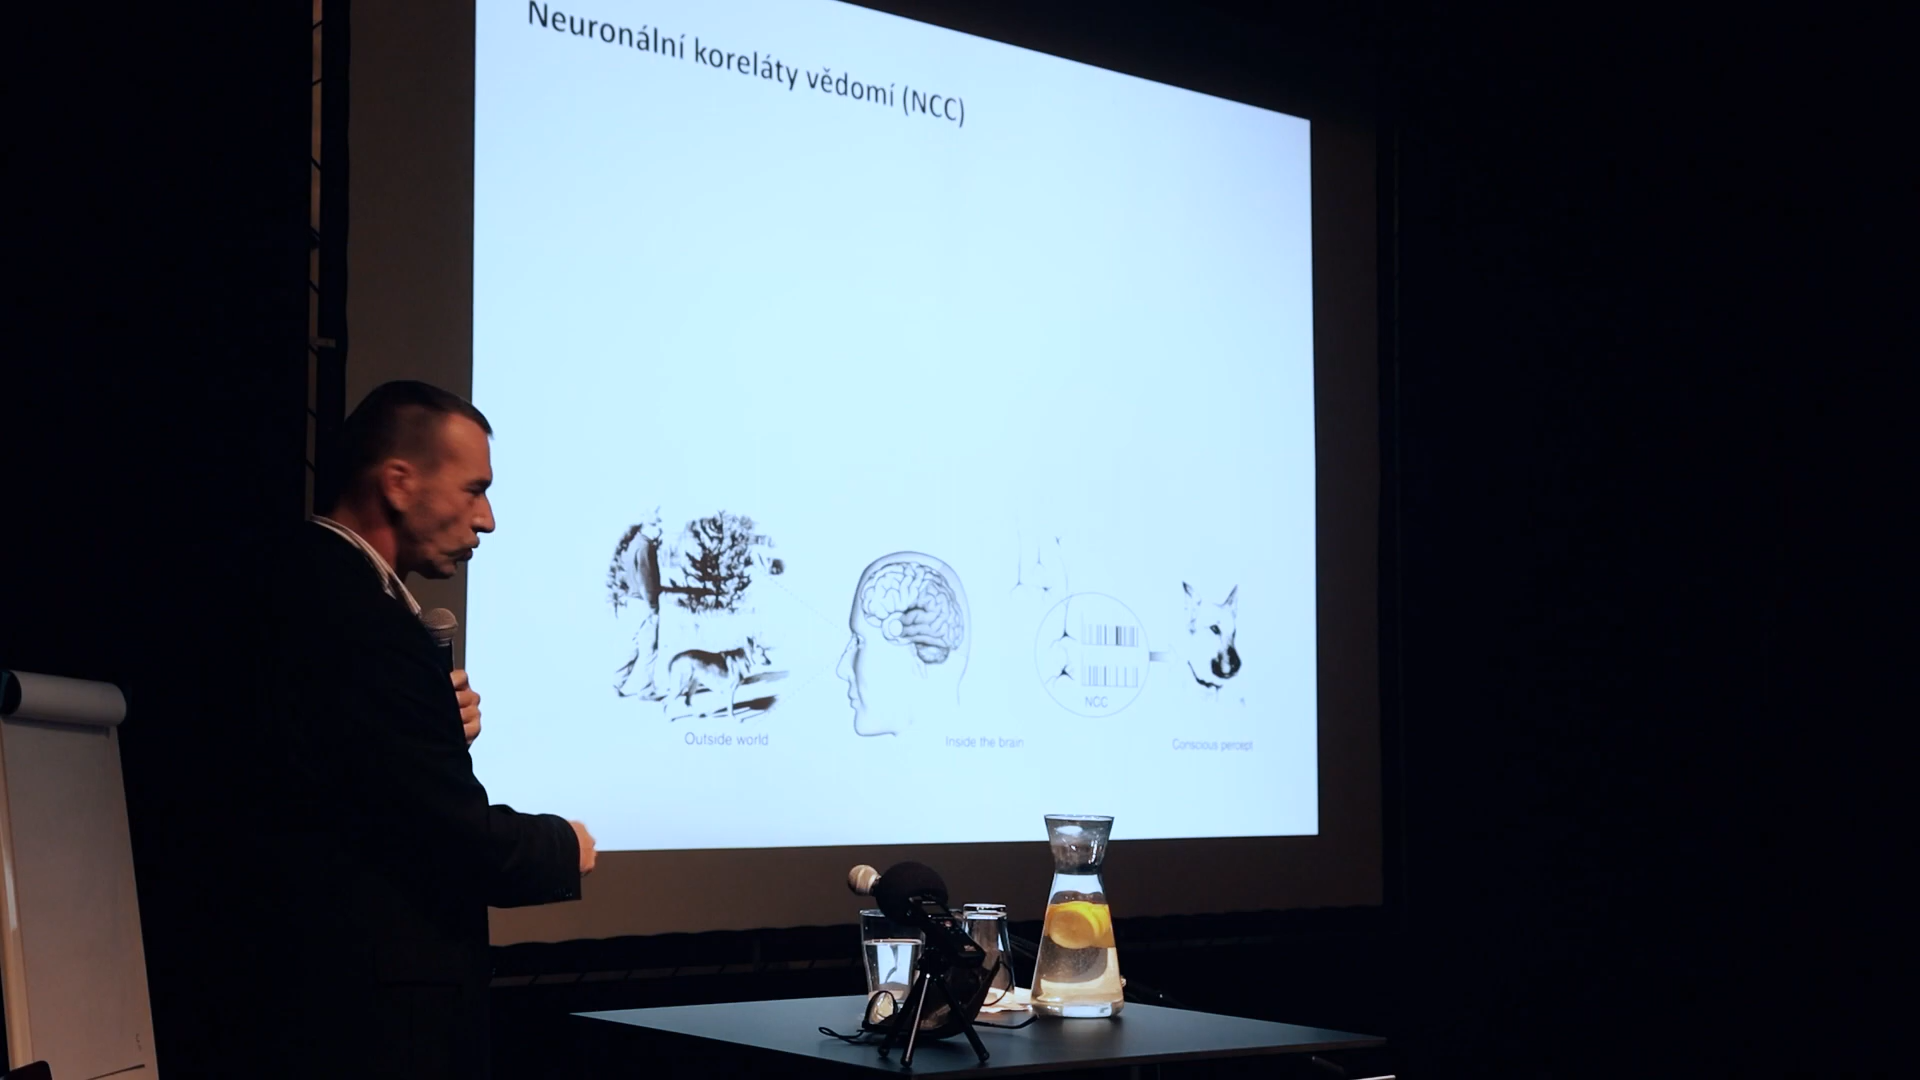 Neuronální koreláty vědomí (NCC)
NCC
Outside world
Inside the brain
Conscious percept